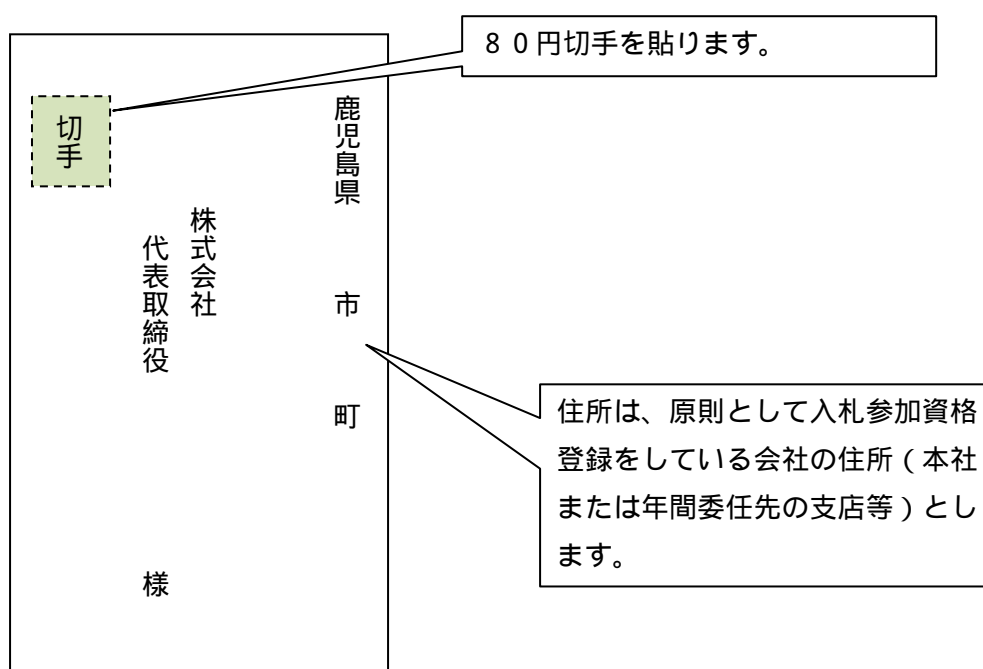 ８０円切手を貼ります。
切手
鹿児島県　市　町
株式会社
代表取締役　様
住所は、原則として入札参加資格
登録をしている会社の住所（本社
または年間委任先の支店等）とし
ます。